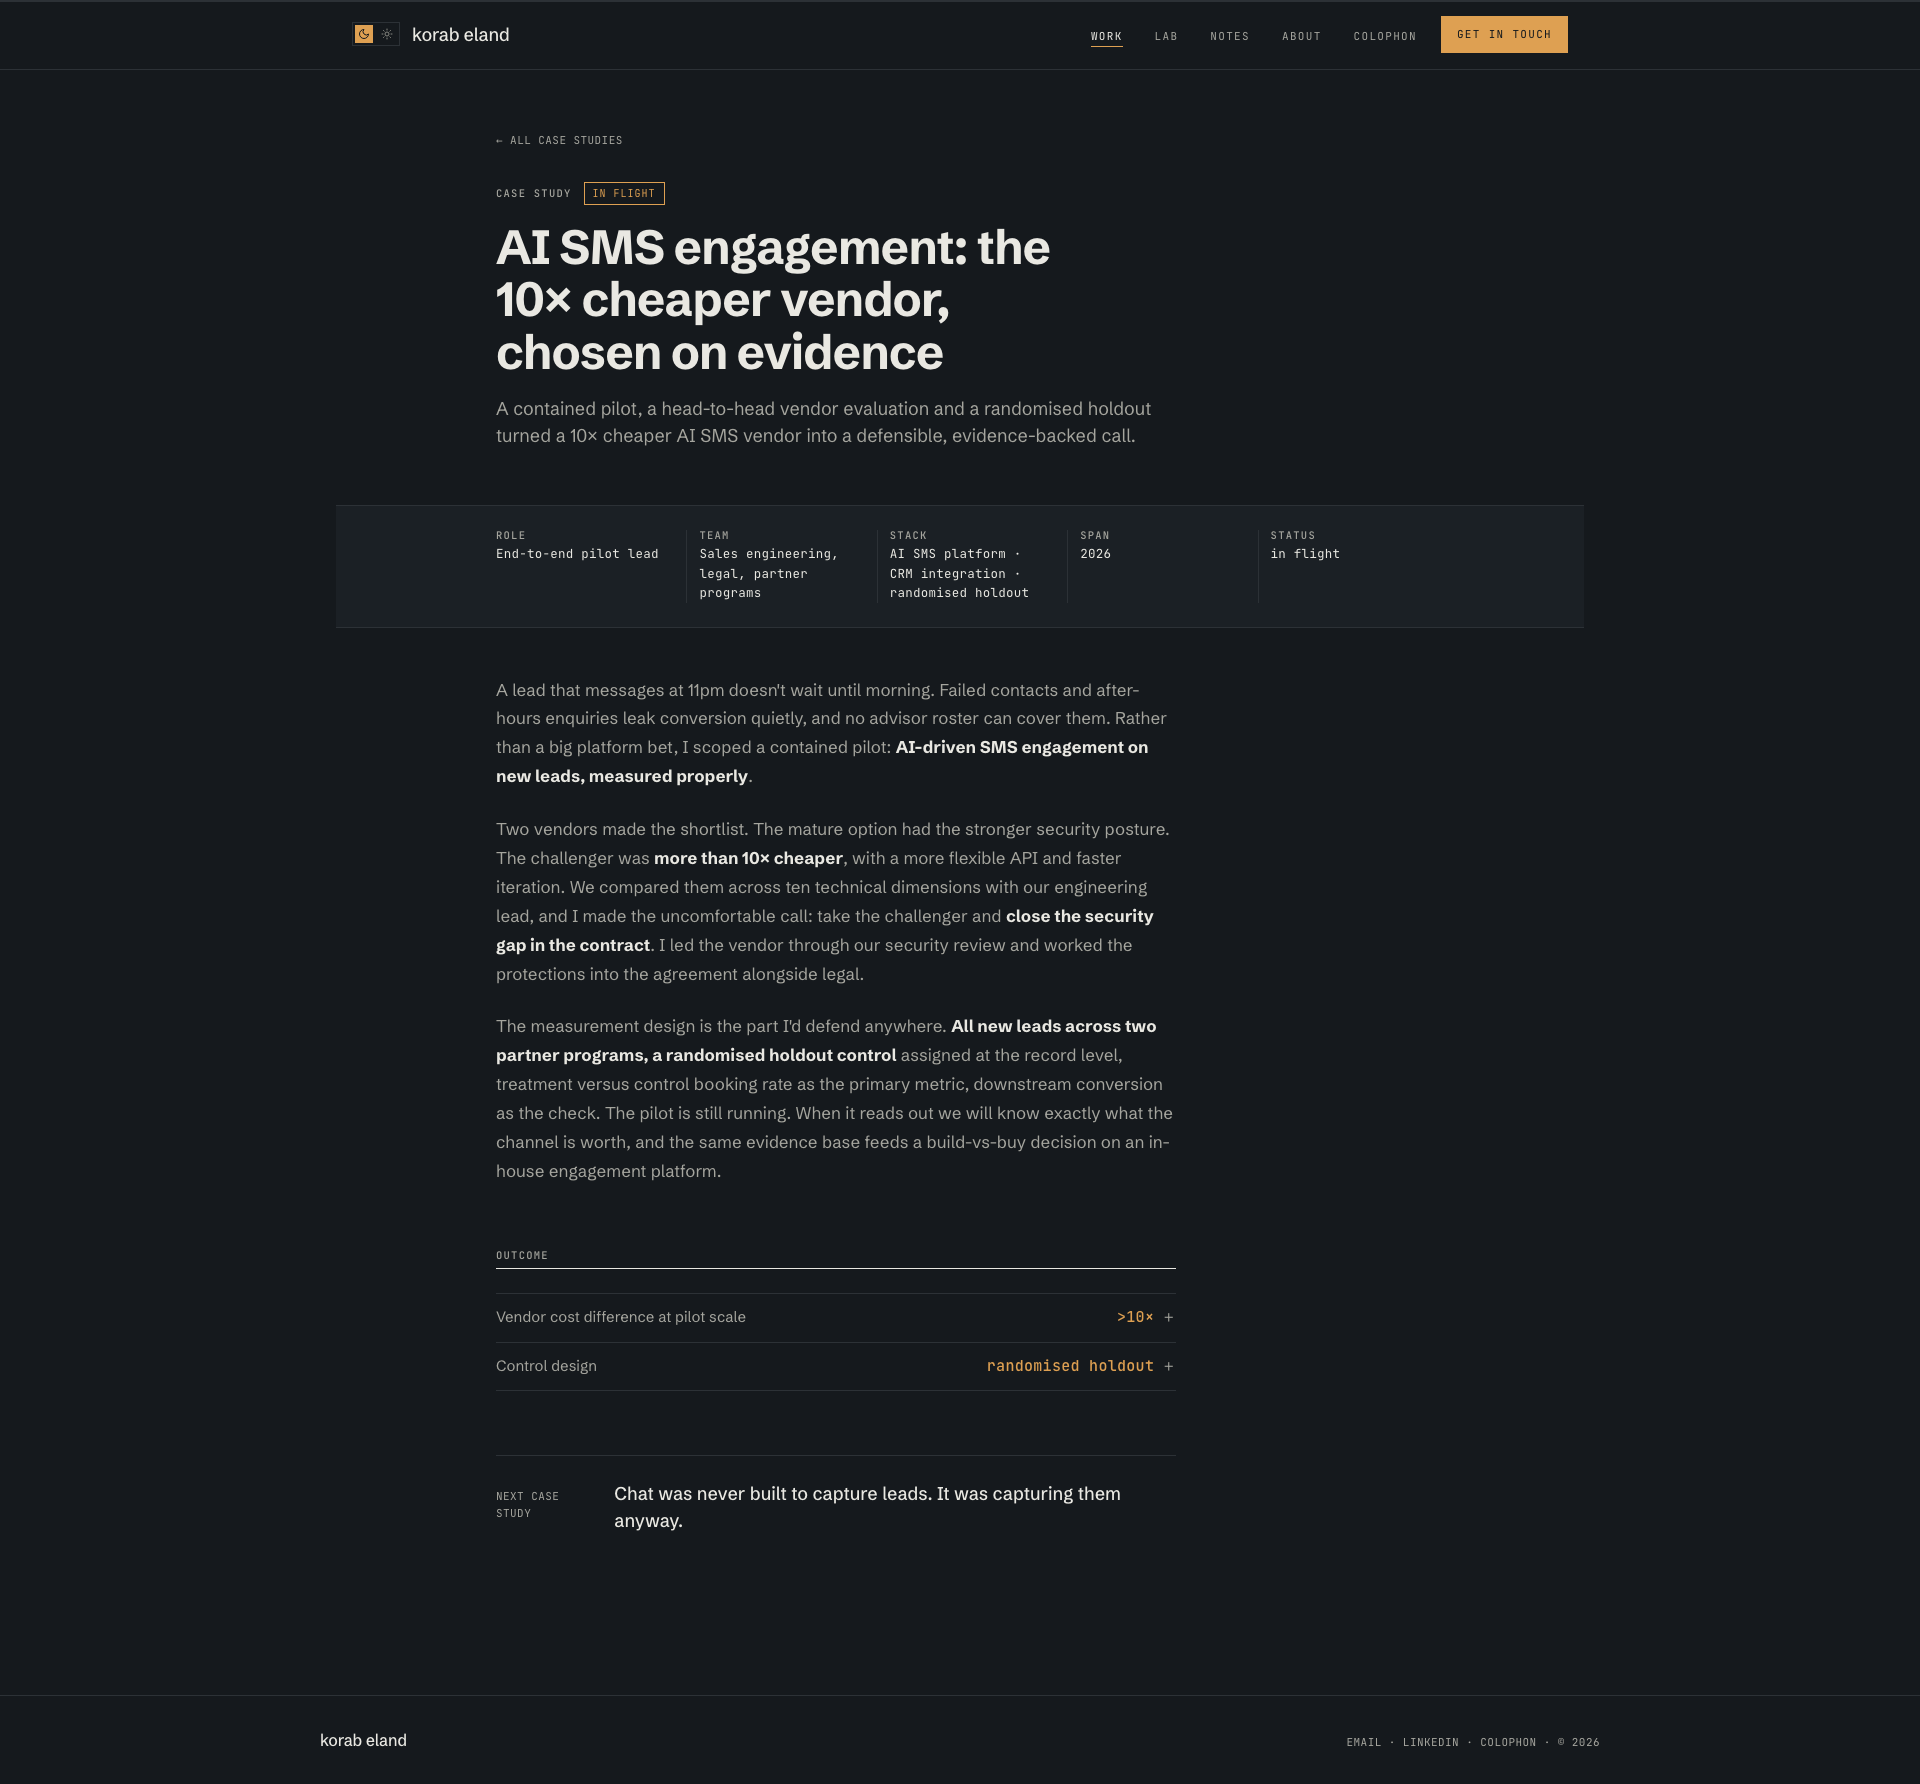 korab eland
WORK LAB NOTES ABOUT COLOPHON GET IN TOUCH
← ALL CASE STUDIES
CASE STUDY IN FLIGHT
AI SMS engagement: the
10× cheaper vendor,
chosen on evidence
A contained pilot, a head-to-head vendor evaluation and a randomised holdout
turned a 10× cheaper AI SMS vendor into a defensible, evidence-backed call.
ROLE
End-to-end pilot lead
TEAM
Sales engineering,
legal, partner
programs
STACK
AI SMS platform ·
CRM integration ·
randomised holdout
SPAN
2026
STATUS
in flight
A lead that messages at 11pm doesn't wait until morning. Failed contacts and after-
hours enquiries leak conversion quietly, and no advisor roster can cover them. Rather
than a big platform bet, I scoped a contained pilot: AI-driven SMS engagement on
new leads, measured properly.
Two vendors made the shortlist. The mature option had the stronger security posture.
The challenger was more than 10× cheaper, with a more flexible API and faster
iteration. We compared them across ten technical dimensions with our engineering
lead, and I made the uncomfortable call: take the challenger and close the security
gap in the contract. I led the vendor through our security review and worked the
protections into the agreement alongside legal.
The measurement design is the part I'd defend anywhere. All new leads across two
partner programs, a randomised holdout control assigned at the record level,
treatment versus control booking rate as the primary metric, downstream conversion
as the check. The pilot is still running. When it reads out we will know exactly what the
channel is worth, and the same evidence base feeds a build-vs-buy decision on an in-
house engagement platform.
OUTCOME
Vendor cost difference at pilot scale >10× +
Control design randomised holdout +
NEXT CASE
STUDY
Chat was never built to capture leads. It was capturing them
anyway.
korab eland
EMAIL · LINKEDIN · COLOPHON · © 2026